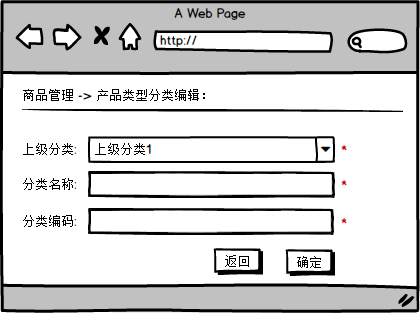 A Web Page
http://
商品管理 -> 产品类型分类编辑：
上级分类: 上级分类1 *
分类名称: *
分类编码: *
返回 确定